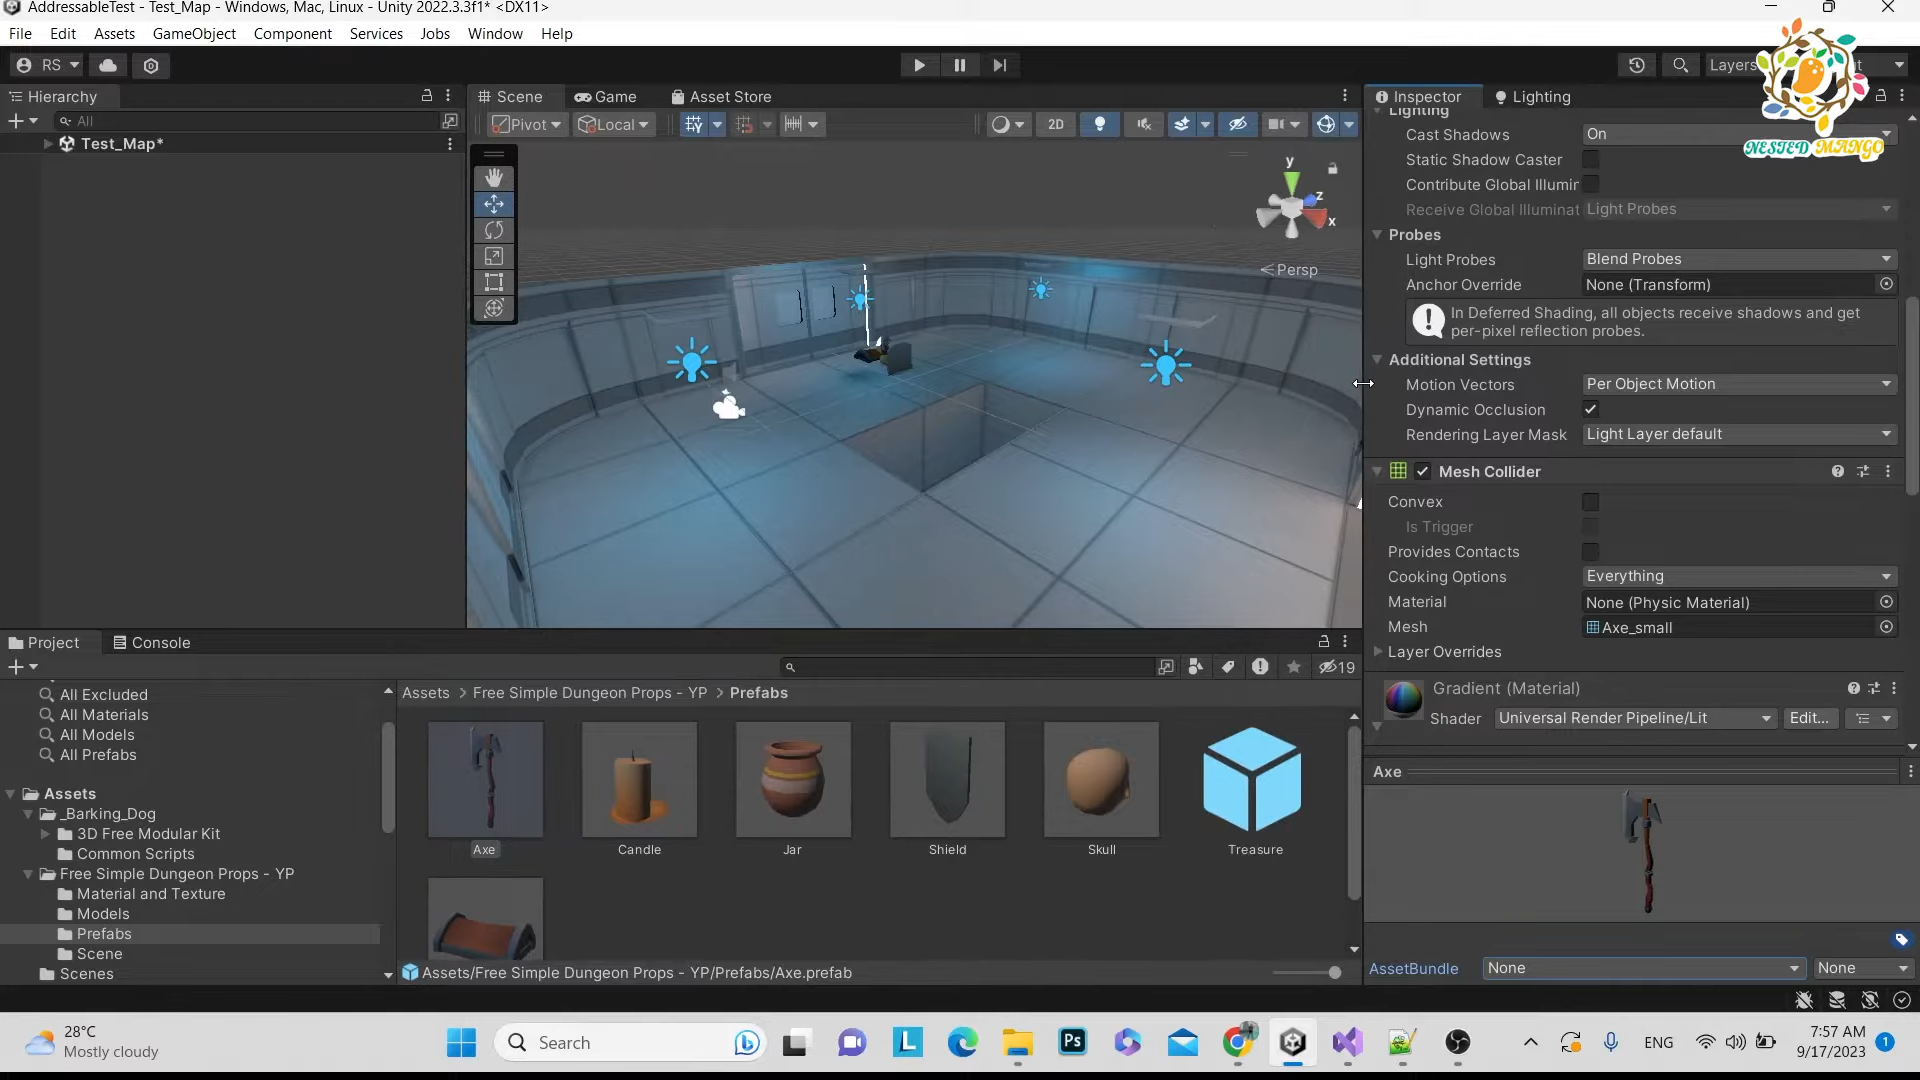 AddressableTest - Test_Map - Windows, Mac, Linux - Unity 2022.3.3f1* <DX11>
File Edit Assets GameObject Component Services Jobs Window Help
RS
Layers
NESTED MANGO
Hierarchy
All
Test_Map*
Scene Game Asset Store
Pivot Local 2D
y
z
x
Persp
Inspector Lighting
Lighting
Cast Shadows On
Static Shadow Caster
Contribute Global Illumir
Receive Global Illuminat Light Probes
Probes
Light Probes Blend Probes
Anchor Override None (Transform)
In Deferred Shading, all objects receive shadows and get
per-pixel reflection probes.
Additional Settings
Motion Vectors Per Object Motion
Dynamic Occlusion
Rendering Layer Mask Light Layer default
Mesh Collider
Convex
Is Trigger
Provides Contacts
Cooking Options Everything
Material None (Physic Material)
Mesh Axe_small
Layer Overrides
Gradient (Material)
Shader Universal Render Pipeline/Lit Edit...
Axe
AssetBundle None None
Project Console
19
All Excluded
All Materials
All Models
All Prefabs
Assets
_Barking_Dog
3D Free Modular Kit
Common Scripts
Free Simple Dungeon Props - YP
Material and Texture
Models
Prefabs
Scene
Scenes
Assets > Free Simple Dungeon Props - YP > Prefabs
Axe Candle Jar Shield Skull Treasure
Assets/Free Simple Dungeon Props - YP/Prefabs/Axe.prefab
28°C
Mostly cloudy
Search
L
Ps
ENG
7:57 AM
9/17/2023
1